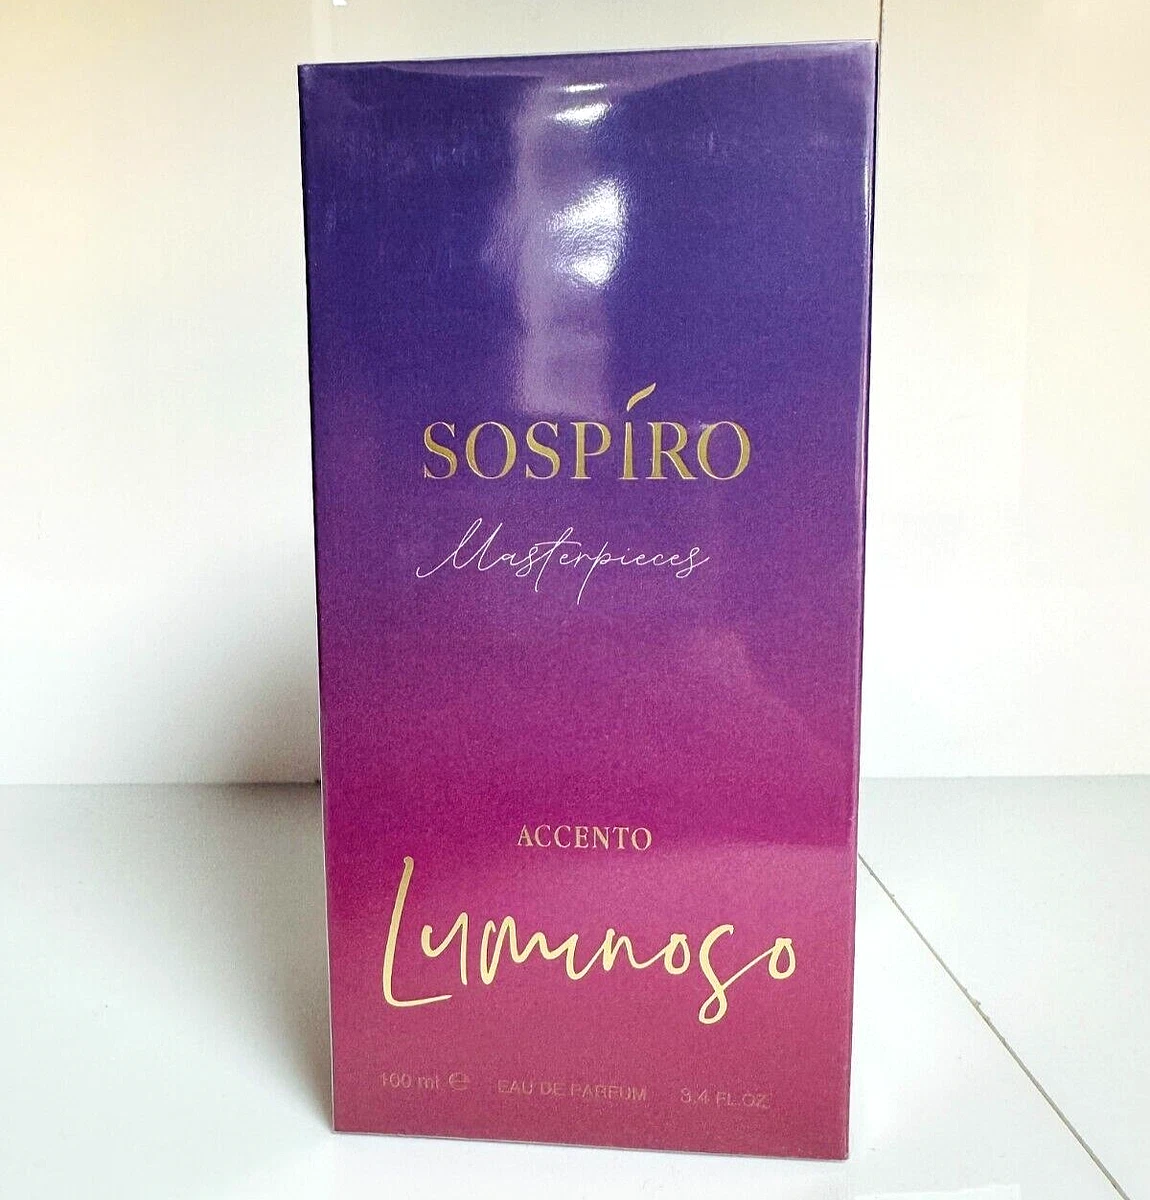 SOSPÍRO
Masterpieces
ACCENTO
Luminoso
100 ml ℮ EAU DE PARFUM 3.4 FL.OZ